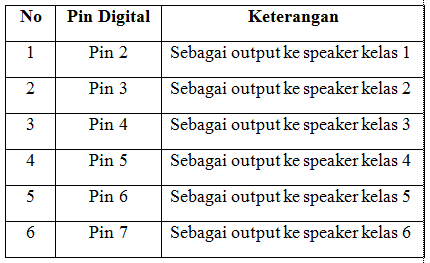 No Pin Digital Keterangan
1 Pin 2 Sebagai output ke speaker kelas 1
2 Pin 3 Sebagai output ke speaker kelas 2
3 Pin 4 Sebagai output ke speaker kelas 3
4 Pin 5 Sebagai output ke speaker kelas 4
5 Pin 6 Sebagai output ke speaker kelas 5
6 Pin 7 Sebagai output ke speaker kelas 6